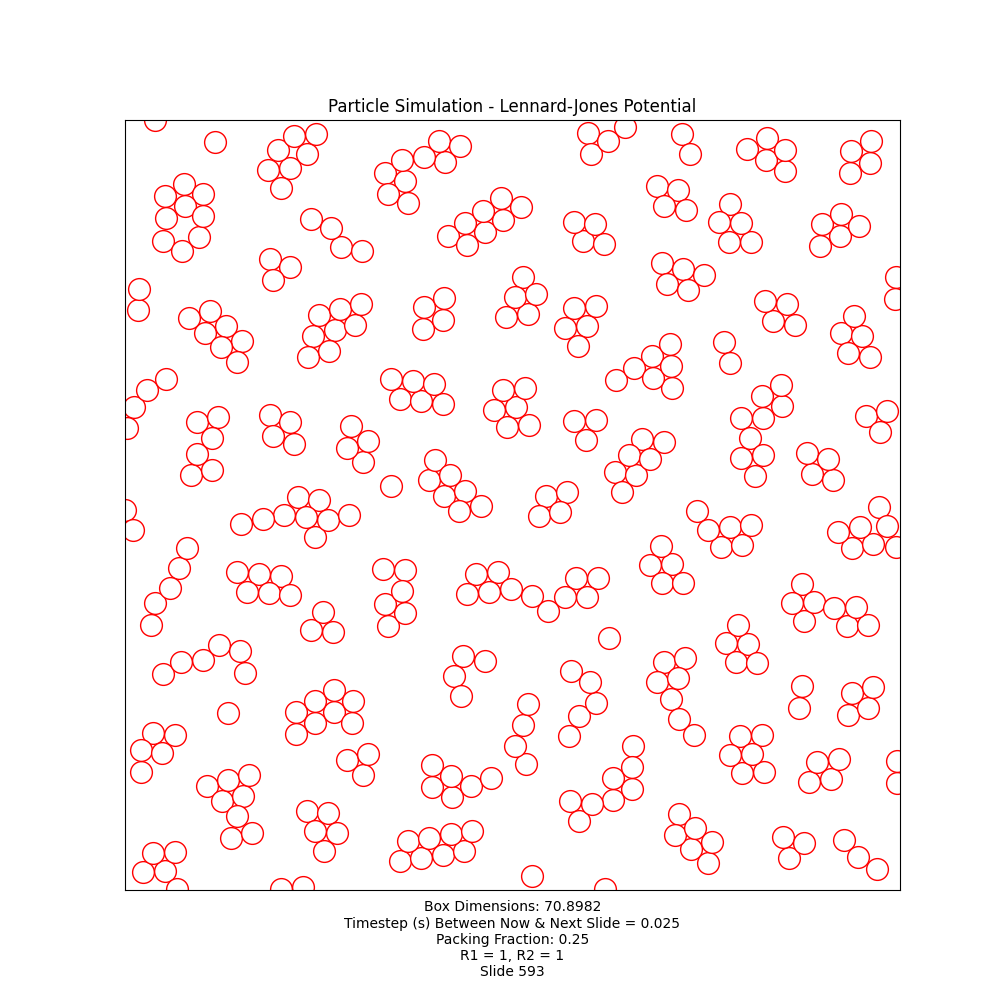 Particle Simulation - Lennard-Jones Potential
Box Dimensions: 70.8982
Timestep (s) Between Now & Next Slide = 0.025
Packing Fraction: 0.25
R1 = 1, R2 = 1
Slide 593